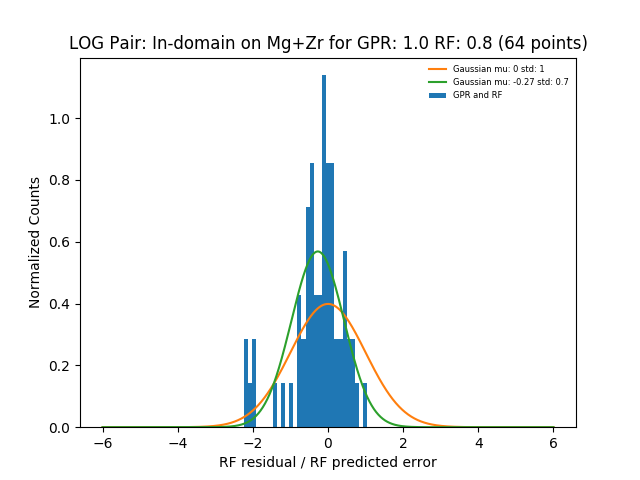 LOG Pair: In-domain on Mg+Zr for GPR: 1.0 RF: 0.8 (64 points)
Gaussian mu: 0 std: 1
Gaussian mu: -0.27 std: 0.7
GPR and RF
Normalized Counts
1.0
0.8
0.6
0.4
0.2
0.0
−6 −4 −2 0 2 4 6
RF residual / RF predicted error